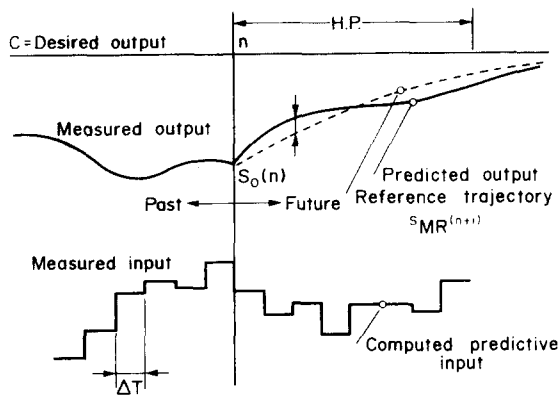 H.P.
C = Desired output
n
Measured output
S₀(n)
Predicted output
Reference trajectory
ˢMR⁽ⁿ⁺ⁱ⁾
Past
Future
Measured input
Computed predictive
input
ΔT